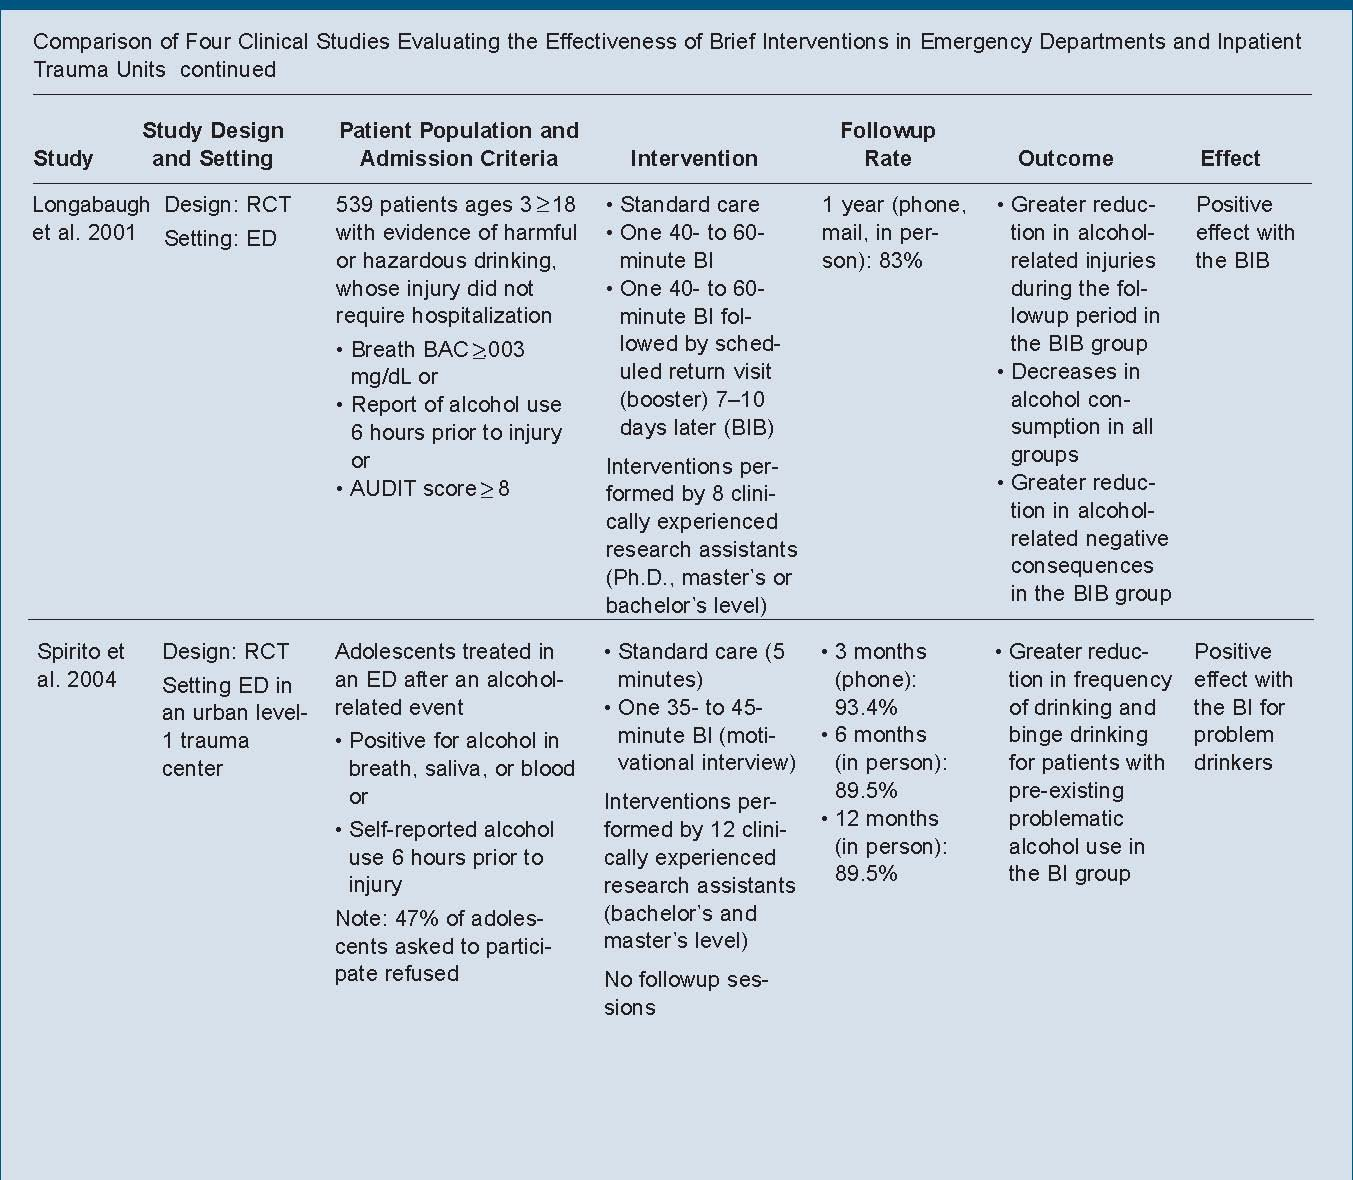 Comparison of Four Clinical Studies Evaluating the Effectiveness of Brief Interventions in Emergency Departments and Inpatient
Trauma Units continued
Study
Study Design
and Setting
Patient Population and
Admission Criteria
Intervention
Followup
Rate
Outcome
Effect
Longabaugh
et al. 2001
Design: RCT
Setting: ED
539 patients ages 3≥18
with evidence of harmful
or hazardous drinking,
whose injury did not
require hospitalization
• Breath BAC≥.003
mg/dL or
• Report of alcohol use
6 hours prior to injury
or
• AUDIT score≥8
• Standard care
• One 40- to 60-
minute BI
• One 40- to 60-
minute BI fol-
lowed by sched-
uled return visit
(booster) 7–10
days later (BIB)
Interventions per-
formed by 8 clini-
cally experienced
research assistants
(Ph.D., master's or
bachelor's level)
1 year (phone,
mail, in per-
son): 83%
• Greater reduc-
tion in alcohol-
related injuries
during the fol-
lowup period in
the BIB group
• Decreases in
alcohol con-
sumption in all
groups
• Greater reduc-
tion in alcohol-
related negative
consequences
in the BIB group
Positive
effect with
the BIB
Spirito et
al. 2004
Design: RCT
Setting ED in
an urban level-
1 trauma
center
Adolescents treated in
an ED after an alcohol-
related event
• Positive for alcohol in
breath, saliva, or blood
or
• Self-reported alcohol
use 6 hours prior to
injury
Note: 47% of adoles-
cents asked to partici-
pate refused
• Standard care (5
minutes)
• One 35- to 45-
minute BI (moti-
vational interview)
Interventions per-
formed by 12 clini-
cally experienced
research assistants
(bachelor's and
master's level)
No followup ses-
sions
• 3 months
(phone):
93.4%
• 6 months
(in person):
89.5%
• 12 months
(in person):
89.5%
• Greater reduc-
tion in frequency
of drinking and
binge drinking
for patients with
pre-existing
problematic
alcohol use in
the BI group
Positive
effect with
the BI for
problem
drinkers